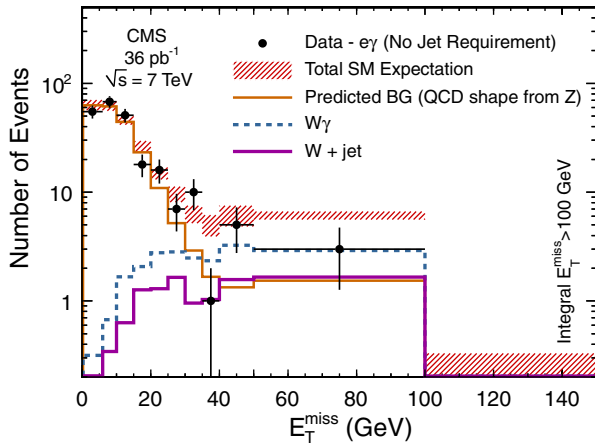 CMS
36 pb⁻¹
√s = 7 TeV
Data - eγ (No Jet Requirement)
Total SM Expectation
Predicted BG (QCD shape from Z)
Wγ
W + jet
Number of Events
10²
10
1
Integral E_T^miss>100 GeV
0 20 40 60 80 100 120 140
E_T^miss (GeV)